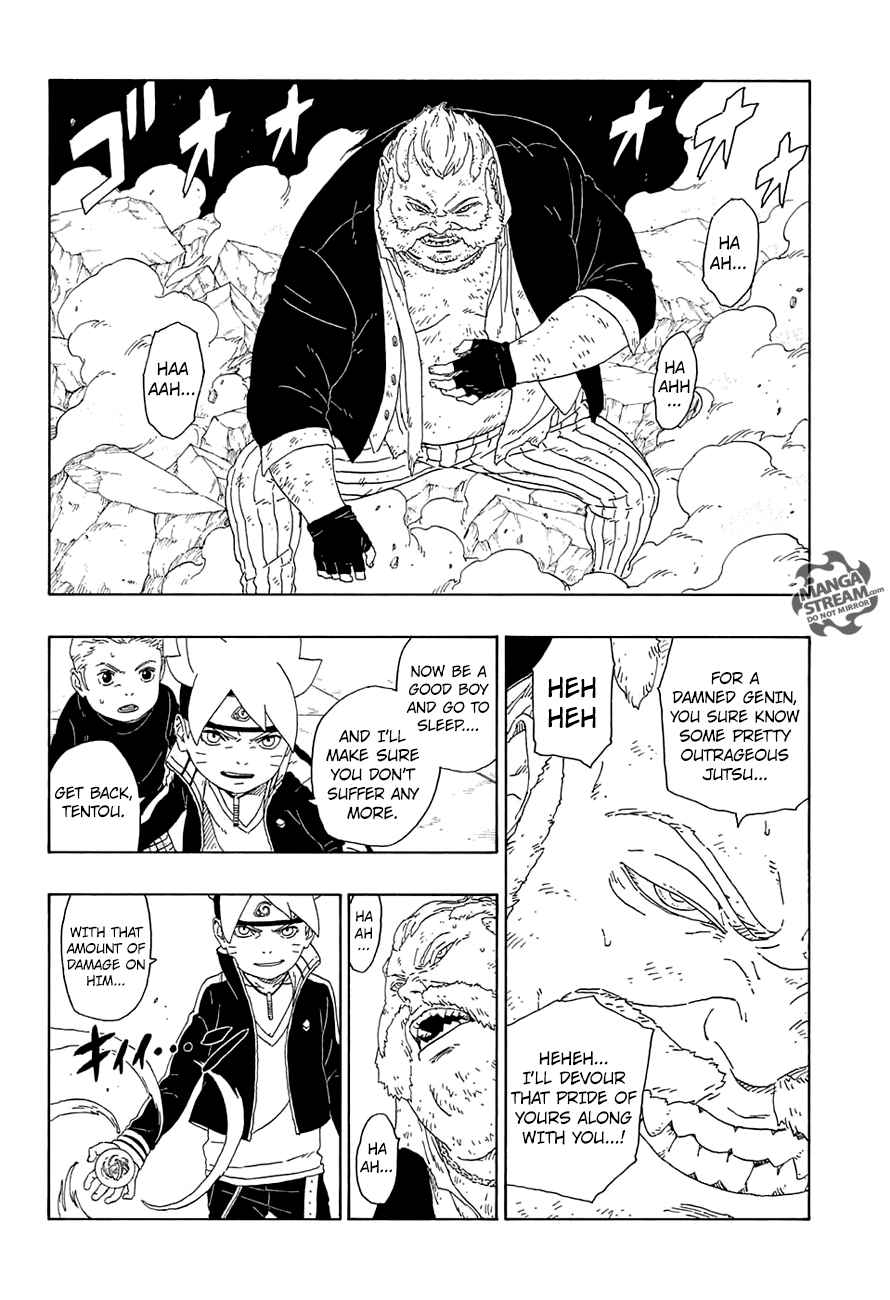 ゴオオオオオ
HA
AH...
HA
AHH
...
HAA
AAH...
FOR A
DAMNED GENIN,
YOU SURE KNOW
SOME PRETTY
OUTRAGEOUS
JUTSU...
HEH
HEH
HEHEH...
I'LL DEVOUR
THAT PRIDE OF
YOURS ALONG
WITH YOU...!
NOW BE A
GOOD BOY
AND GO TO
SLEEP....
AND I'LL
MAKE SURE
YOU DON'T
SUFFER ANY
MORE.
GET BACK,
TENTOU.
HA
AH...
HA
AH...
WITH THAT
AMOUNT OF
DAMAGE ON
HIM...
キィィ...
MANGA
STREAM.com
DO NOT MIRROR